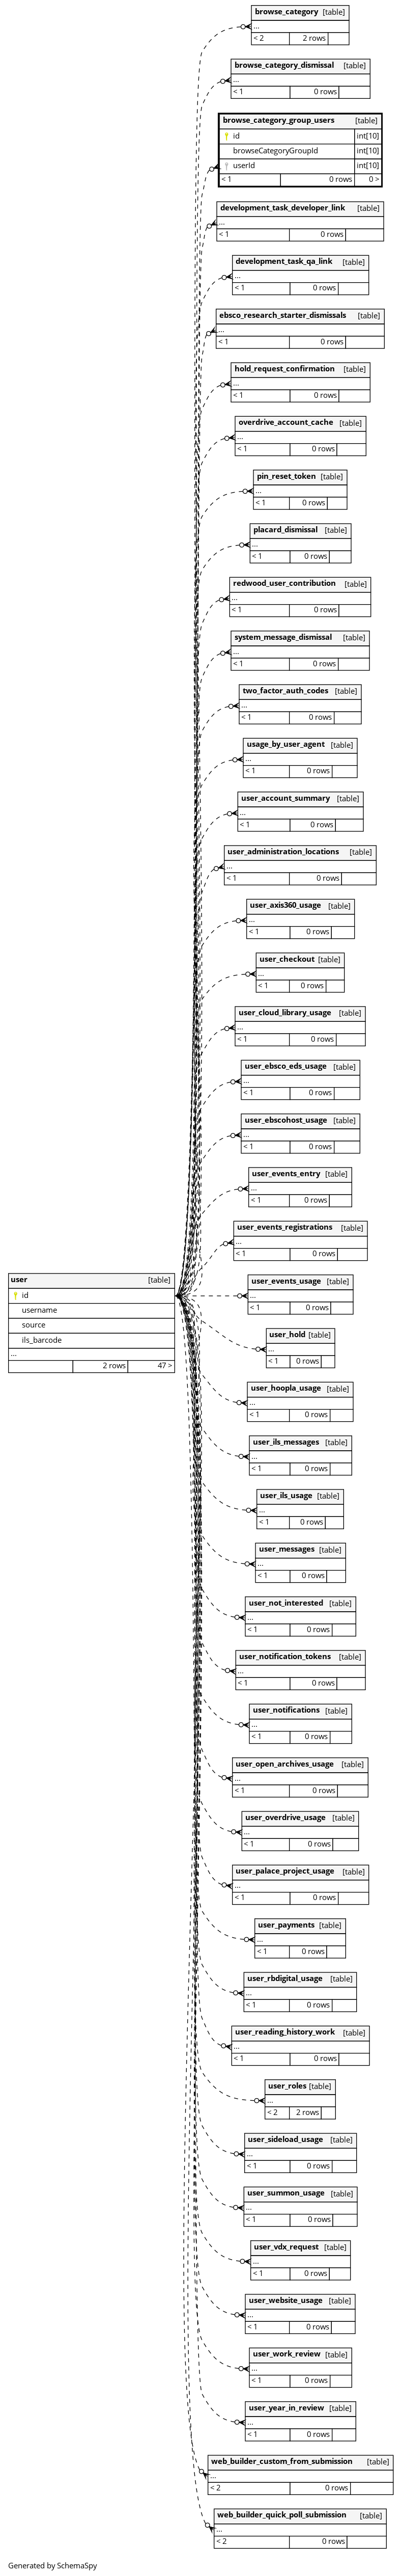 browse_category [table]
...
< 2 2 rows
browse_category_dismissal [table]
...
< 1 0 rows
browse_category_group_users [table]
id int[10]
browseCategoryGroupId int[10]
userId int[10]
< 1 0 rows 0 >
development_task_developer_link [table]
...
< 1 0 rows
development_task_qa_link [table]
...
< 1 0 rows
ebsco_research_starter_dismissals [table]
...
< 1 0 rows
hold_request_confirmation [table]
...
< 1 0 rows
overdrive_account_cache [table]
...
< 1 0 rows
pin_reset_token [table]
...
< 1 0 rows
placard_dismissal [table]
...
< 1 0 rows
redwood_user_contribution [table]
...
< 1 0 rows
system_message_dismissal [table]
...
< 1 0 rows
two_factor_auth_codes [table]
...
< 1 0 rows
usage_by_user_agent [table]
...
< 1 0 rows
user_account_summary [table]
...
< 1 0 rows
user_administration_locations [table]
...
< 1 0 rows
user_axis360_usage [table]
...
< 1 0 rows
user_checkout [table]
...
< 1 0 rows
user_cloud_library_usage [table]
...
< 1 0 rows
user_ebsco_eds_usage [table]
...
< 1 0 rows
user_ebscohost_usage [table]
...
< 1 0 rows
user_events_entry [table]
...
< 1 0 rows
user_events_registrations [table]
...
< 1 0 rows
user [table]
id
username
source
ils_barcode
...
2 rows 47 >
user_events_usage [table]
...
< 1 0 rows
user_hold [table]
...
< 1 0 rows
user_hoopla_usage [table]
...
< 1 0 rows
user_ils_messages [table]
...
< 1 0 rows
user_ils_usage [table]
...
< 1 0 rows
user_messages [table]
...
< 1 0 rows
user_not_interested [table]
...
< 1 0 rows
user_notification_tokens [table]
...
< 1 0 rows
user_notifications [table]
...
< 1 0 rows
user_open_archives_usage [table]
...
< 1 0 rows
user_overdrive_usage [table]
...
< 1 0 rows
user_palace_project_usage [table]
...
< 1 0 rows
user_payments [table]
...
< 1 0 rows
user_rbdigital_usage [table]
...
< 1 0 rows
user_reading_history_work [table]
...
< 1 0 rows
user_roles [table]
...
< 2 2 rows
user_sideload_usage [table]
...
< 1 0 rows
user_summon_usage [table]
...
< 1 0 rows
user_vdx_request [table]
...
< 1 0 rows
user_website_usage [table]
...
< 1 0 rows
user_work_review [table]
...
< 1 0 rows
user_year_in_review [table]
...
< 1 0 rows
web_builder_custom_from_submission [table]
...
< 2 0 rows
web_builder_quick_poll_submission [table]
...
< 2 0 rows
Generated by SchemaSpy